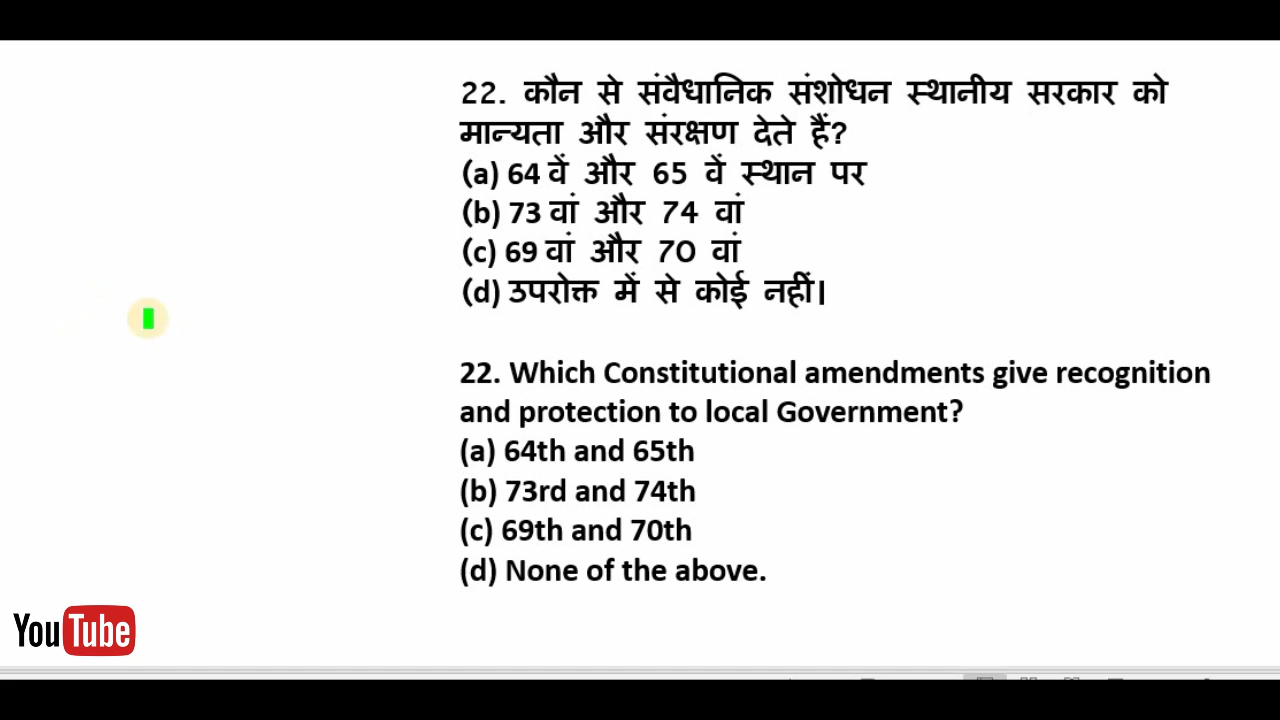 22. कौन से संवैधानिक संशोधन स्थानीय सरकार को
मान्यता और संरक्षण देते हैं?
(a) 64 वें और 65 वें स्थान पर
(b) 73 वां और 74 वां
(c) 69 वां और 70 वां
(d) उपरोक्त में से कोई नहीं।
22. Which Constitutional amendments give recognition
and protection to local Government?
(a) 64th and 65th
(b) 73rd and 74th
(c) 69th and 70th
(d) None of the above.
YouTube